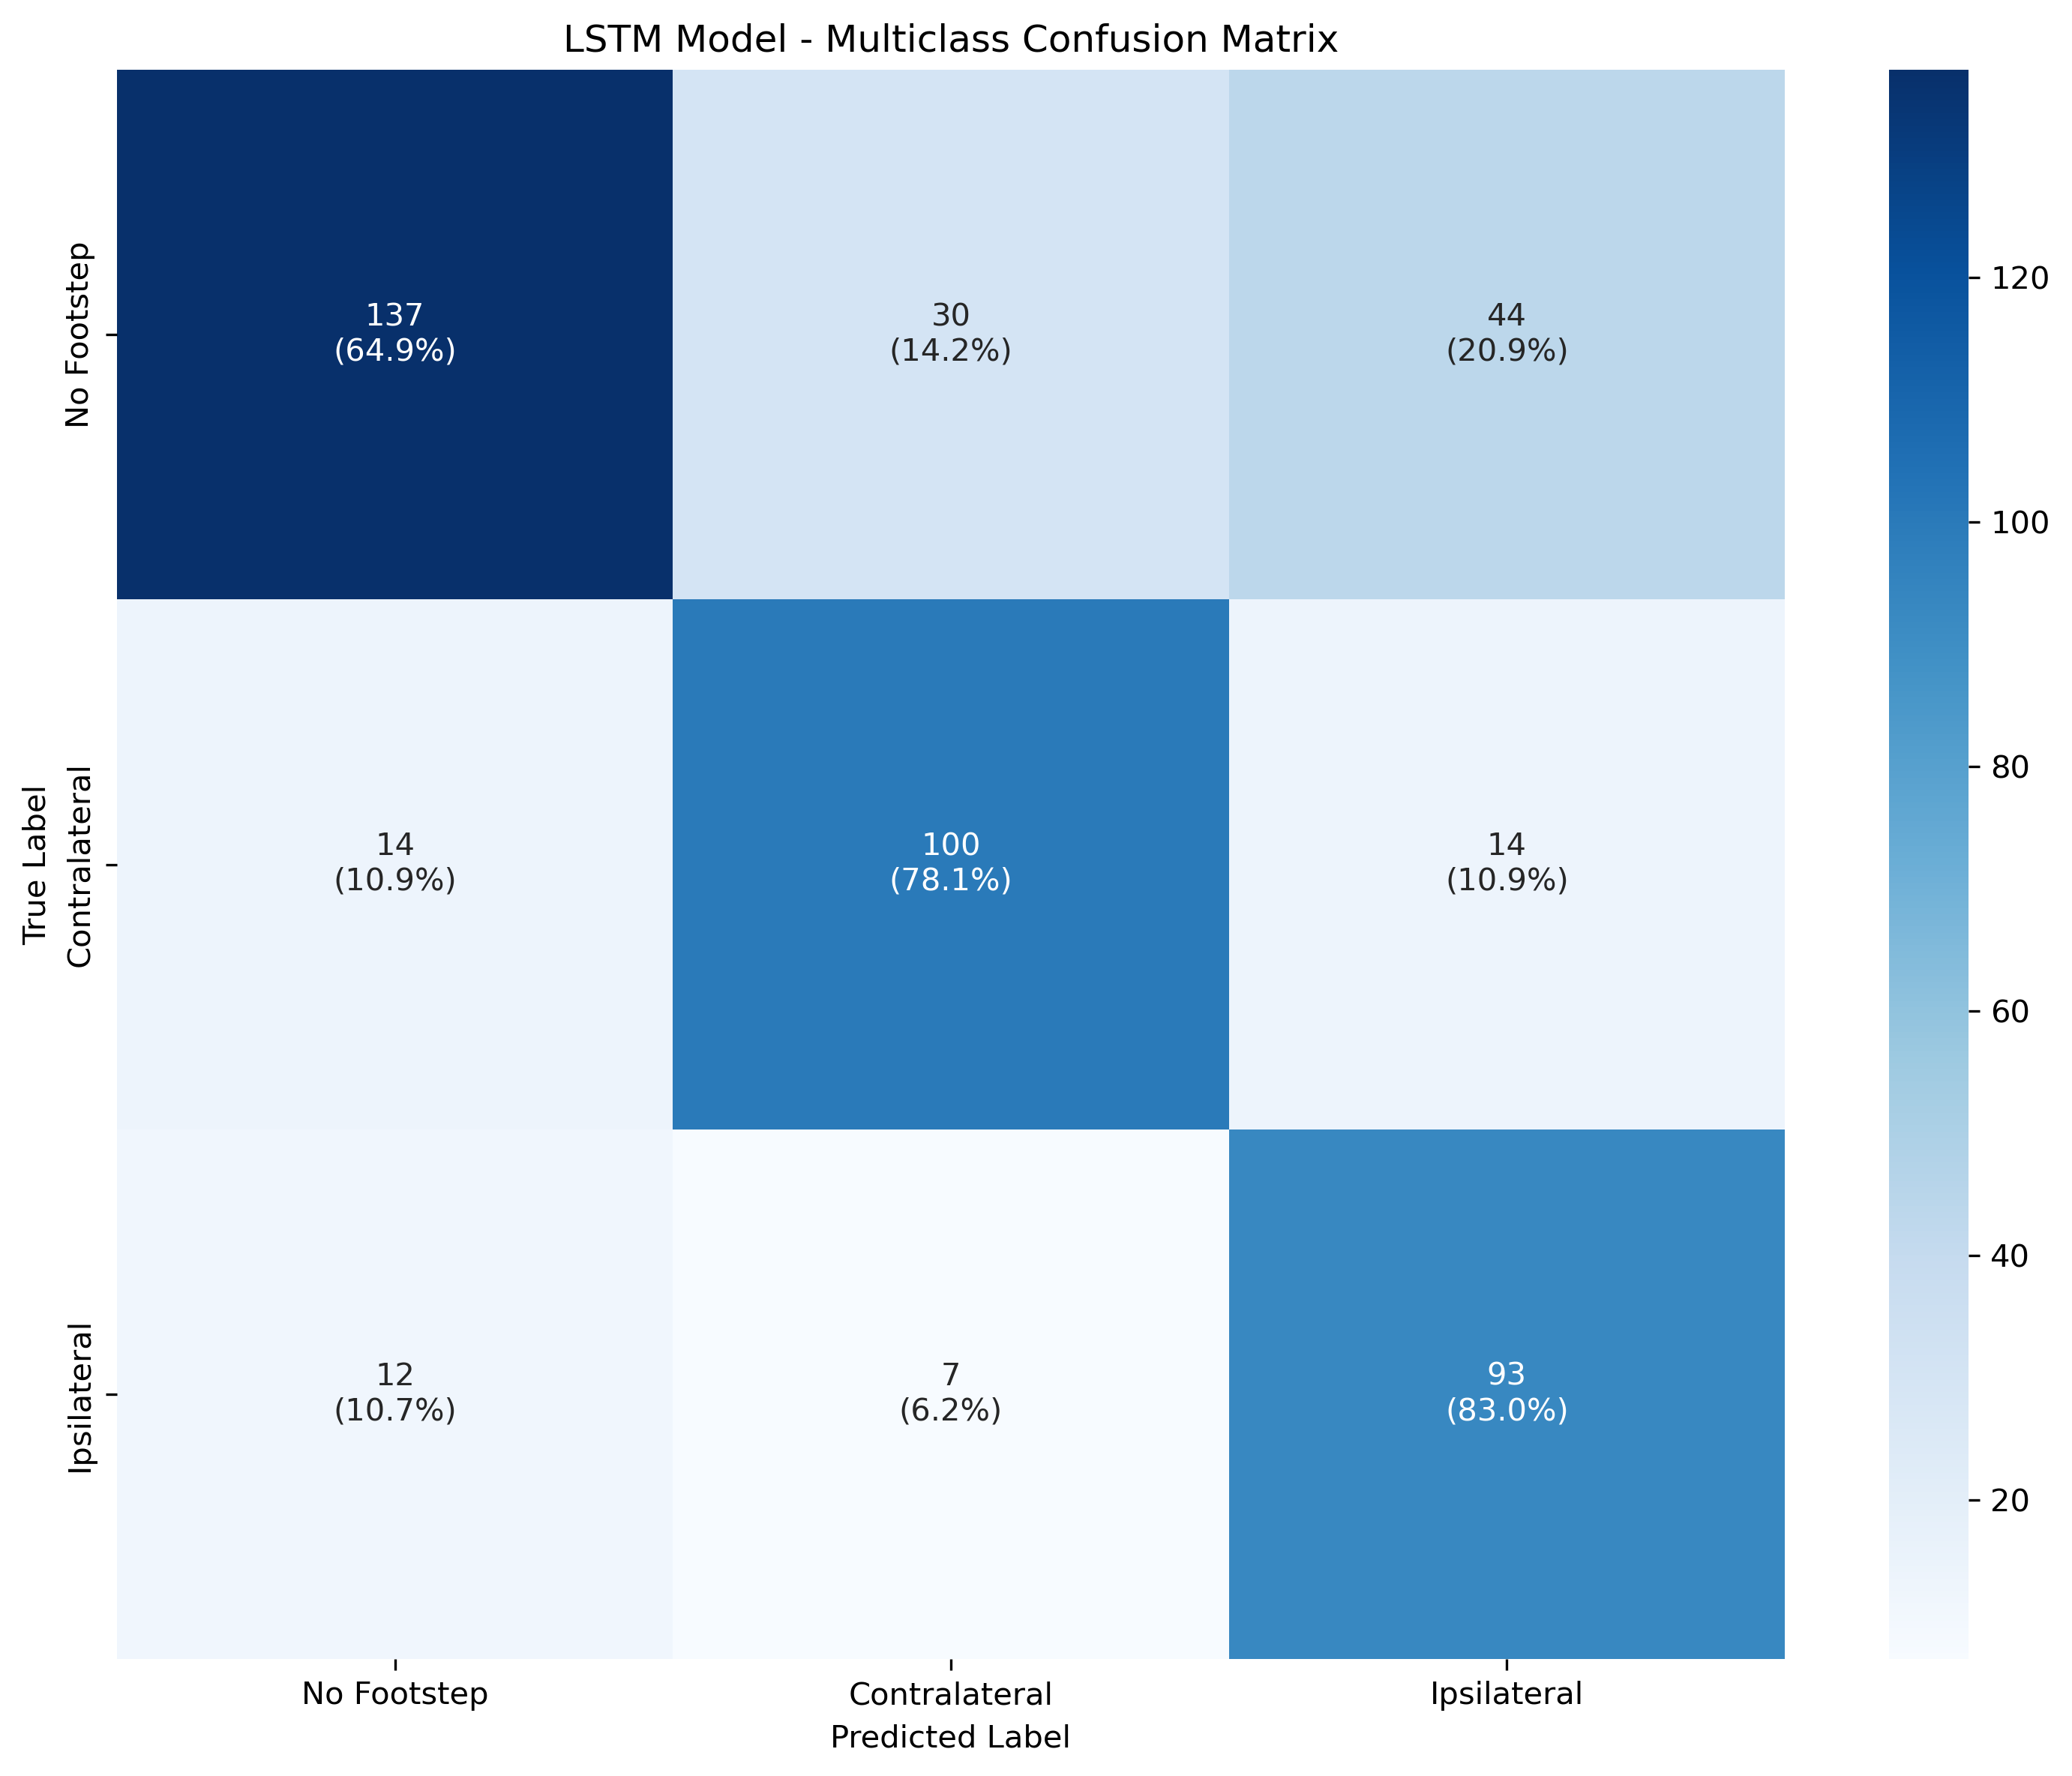 LSTM Model - Multiclass Confusion Matrix
No Footstep
137
(64.9%)
30
(14.2%)
44
(20.9%)
True Label
Contralateral
14
(10.9%)
100
(78.1%)
14
(10.9%)
Ipsilateral
12
(10.7%)
7
(6.2%)
93
(83.0%)
No Footstep
Contralateral
Ipsilateral
Predicted Label
120
100
80
60
40
20